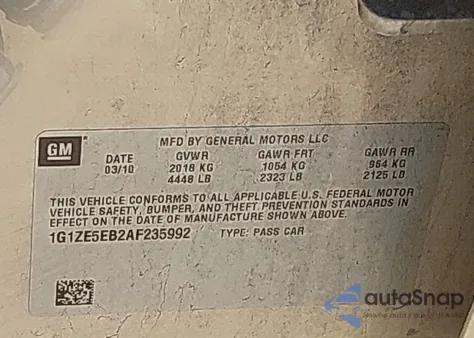 GM
MFD BY GENERAL MOTORS LLC
DATE GVWR GAWR FRT GAWR RR
03/10 2018 KG 1054 KG 964 KG
4448 LB 2323 LB 2125 LB
THIS VEHICLE CONFORMS TO ALL APPLICABLE U.S. FEDERAL MOTOR
VEHICLE SAFETY, BUMPER, AND THEFT PREVENTION STANDARDS IN
EFFECT ON THE DATE OF MANUFACTURE SHOWN ABOVE.
1G1ZE5EB2AF235992 TYPE: PASS CAR
autoSnap